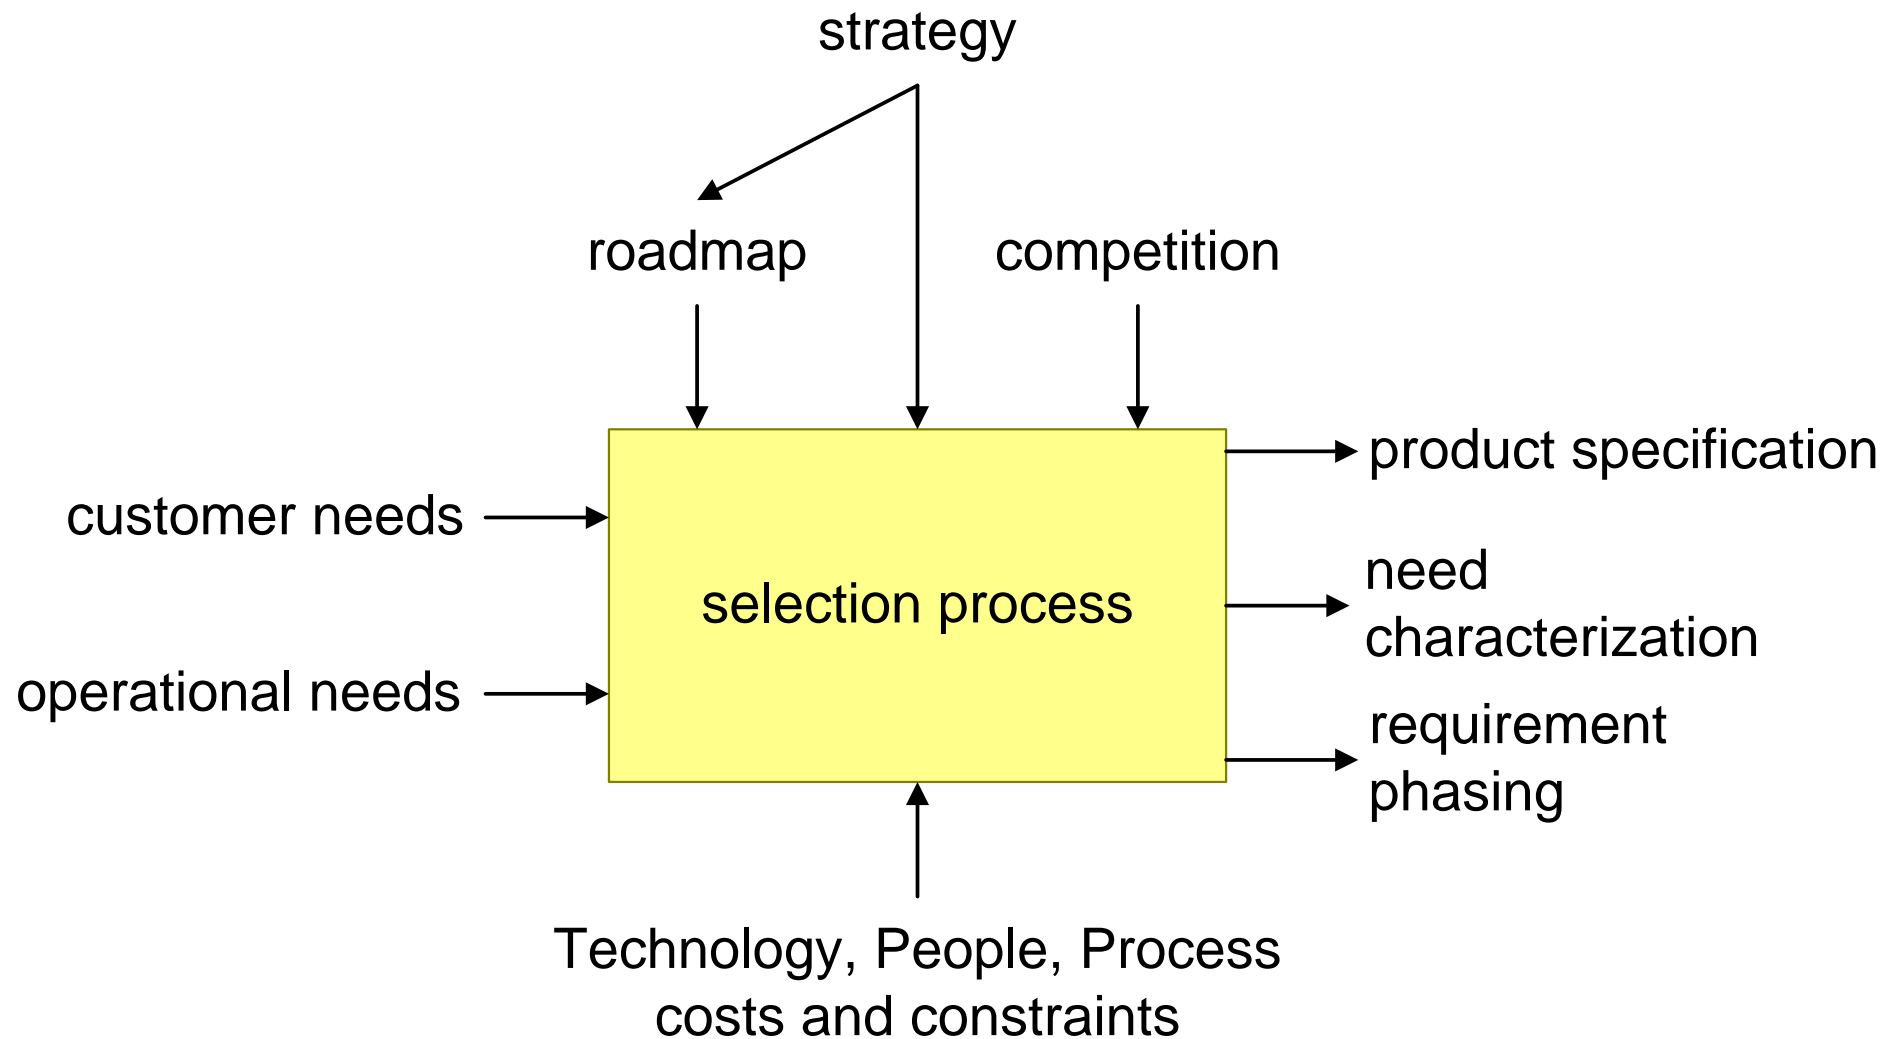 strategy
roadmap
competition
product specification
customer needs
need
characterization
selection process
operational needs
requirement
phasing
Technology, People, Process
costs and constraints